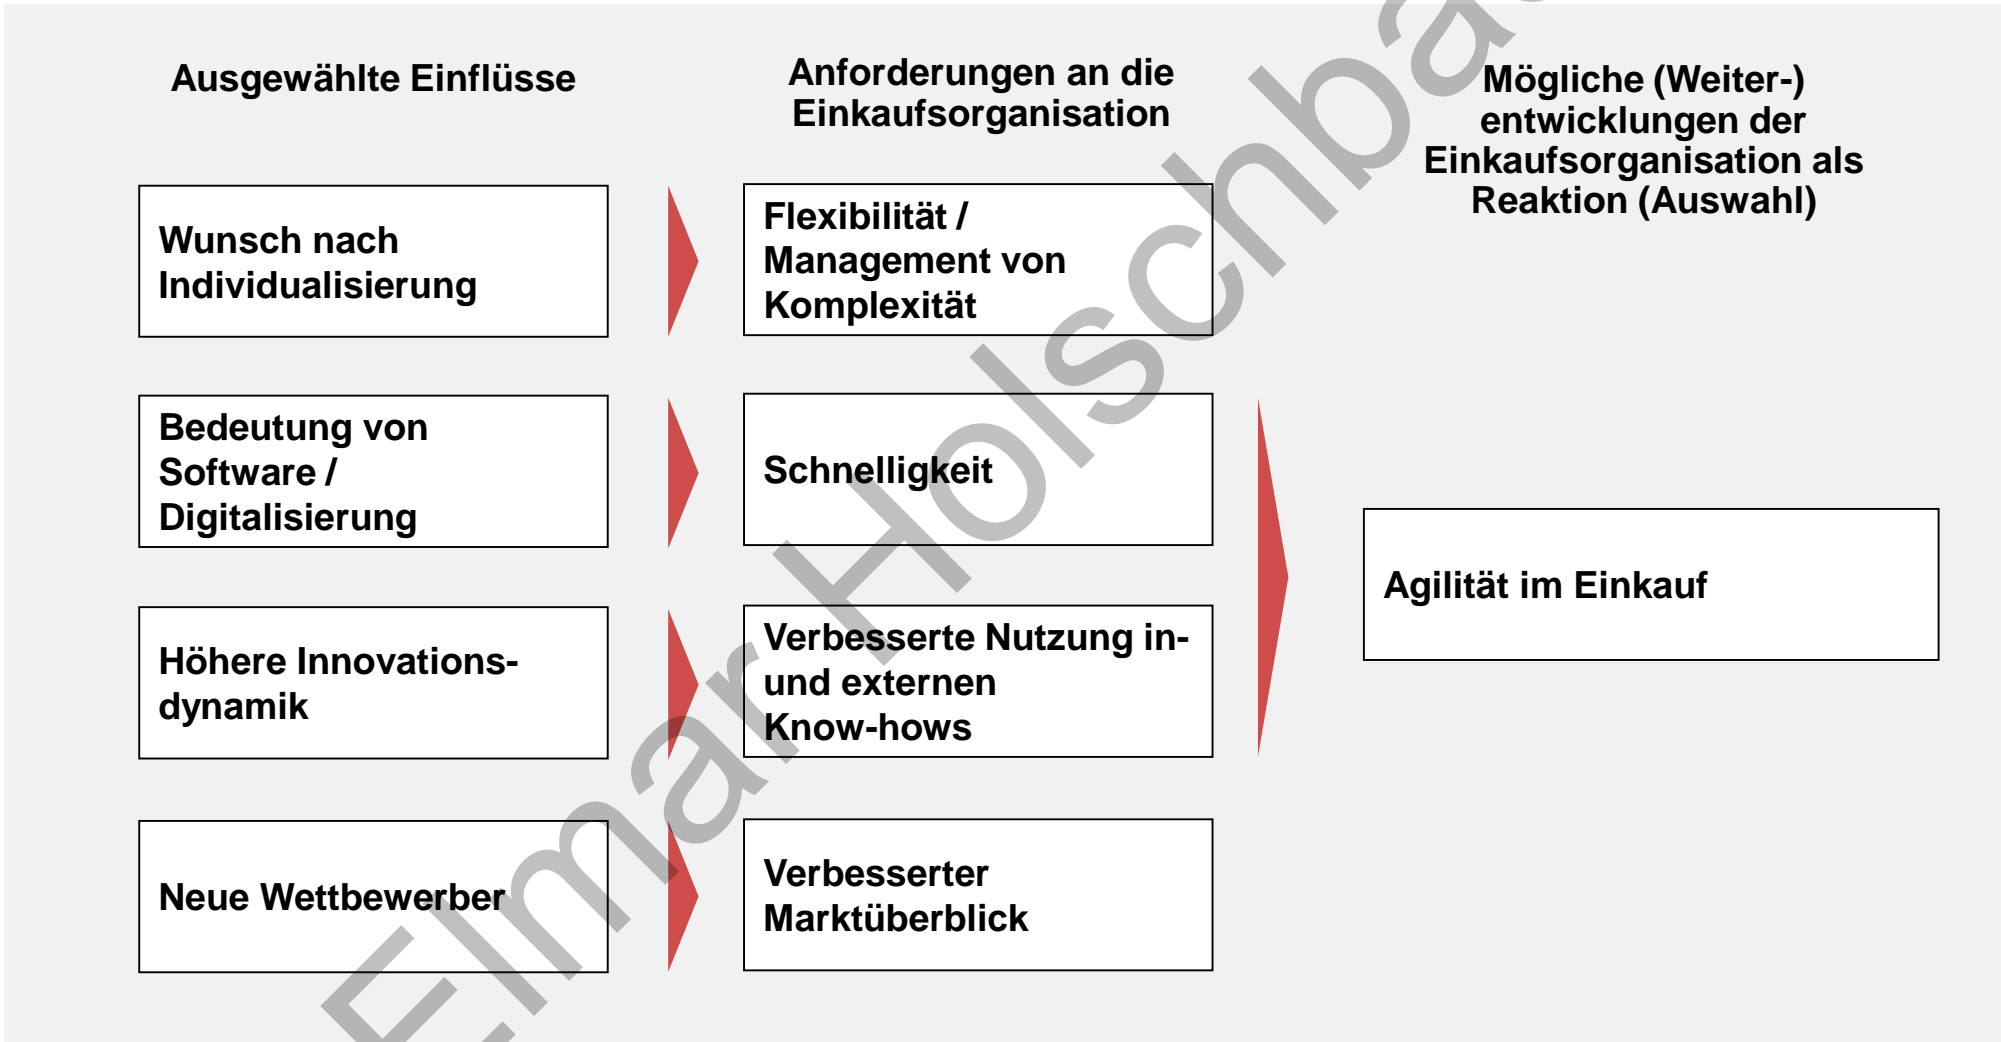 Ausgewählte Einflüsse
Anforderungen an die
Einkaufsorganisation
Mögliche (Weiter-)
entwicklungen der
Einkaufsorganisation als
Reaktion (Auswahl)
Wunsch nach
Individualisierung
Flexibilität /
Management von
Komplexität
Bedeutung von
Software /
Digitalisierung
Schnelligkeit
Agilität im Einkauf
Höhere Innovations-
dynamik
Verbesserte Nutzung in-
und externen
Know-hows
Neue Wettbewerber
Verbesserter
Marktüberblick
Elmar Holschba